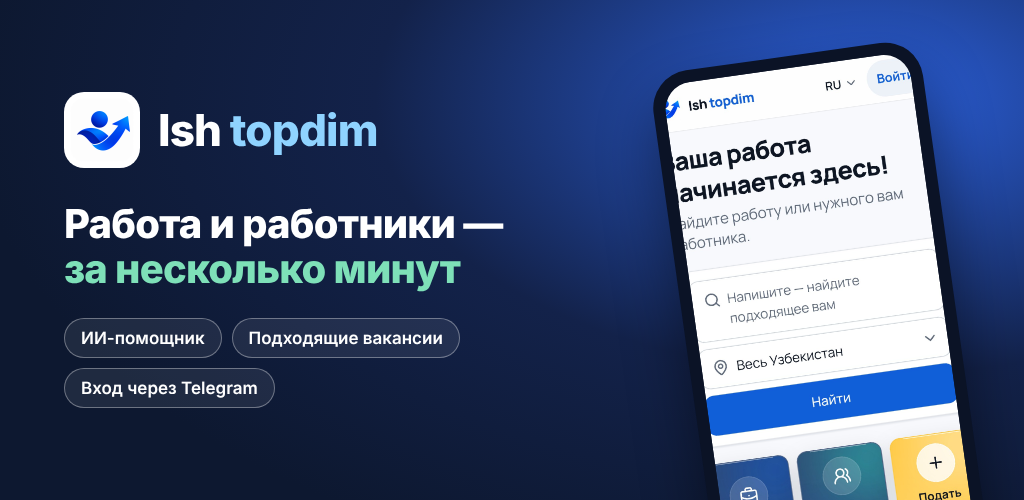 Ish topdim
Работа и работники —
за несколько минут
ИИ-помощник
Подходящие вакансии
Вход через Telegram
Ish topdim
RU
Войти
аша работа
ачинается здесь!
айдите работу или нужного вам
аботника.
Напишите — найдите
подходящее вам
Весь Узбекистан
Найти
Подать